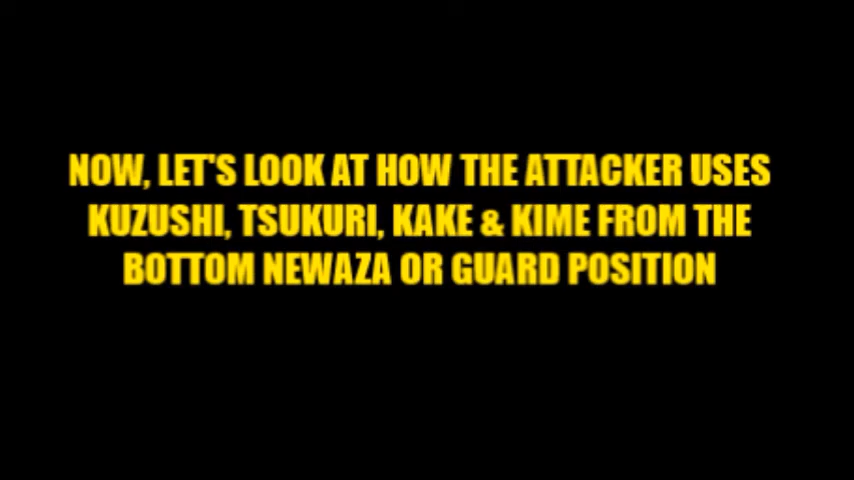 NOW, LET'S LOOK AT HOW THE ATTACKER USES
KUZUSHI, TSUKURI, KAKE & KIME FROM THE
BOTTOM NEWAZA OR GUARD POSITION